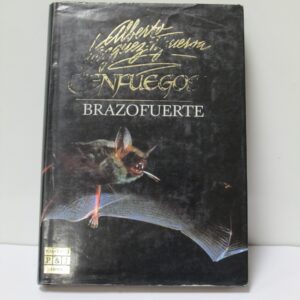 Alberto
Vázquez-Figueroa
CIENFUEGOS
BRAZOFUERTE
P&J